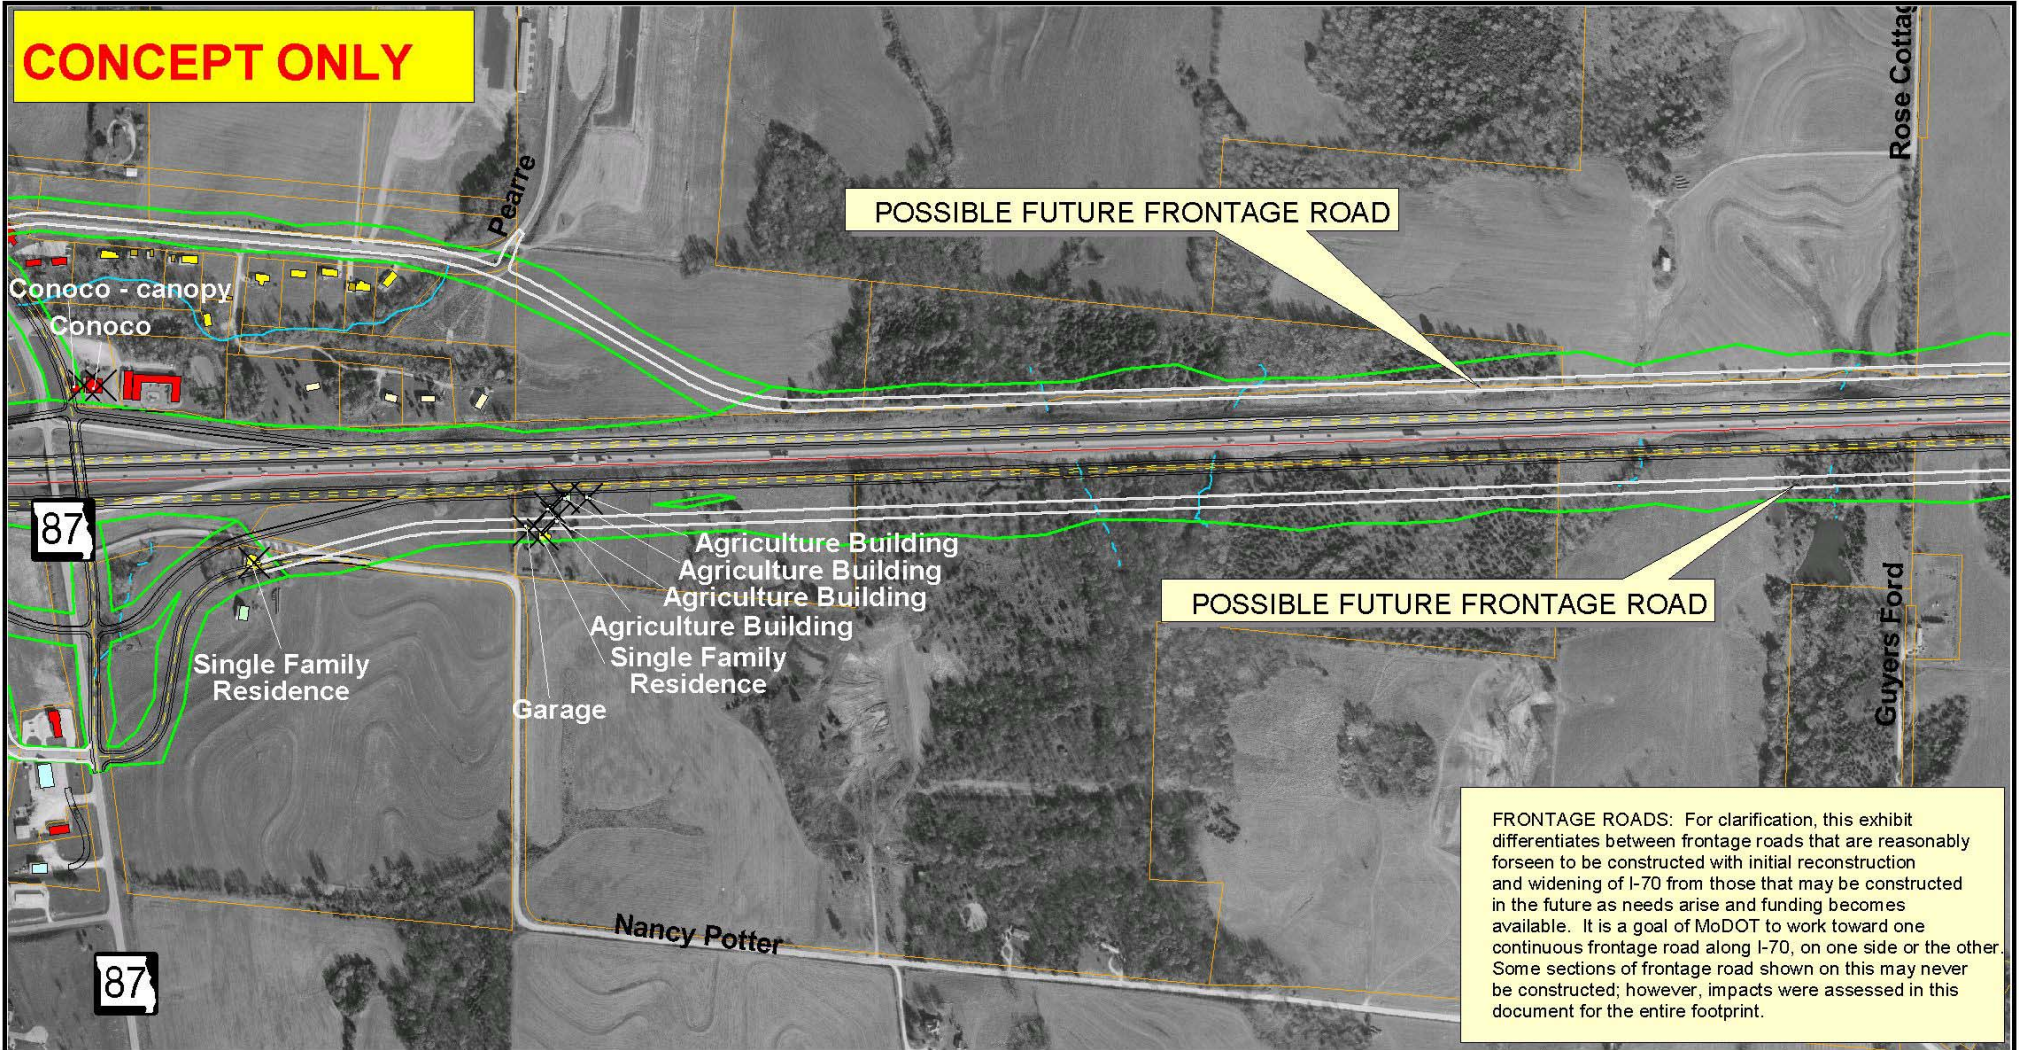 CONCEPT ONLY
Rose Cottag
Pearre
POSSIBLE FUTURE FRONTAGE ROAD
Conoco - canopy
Conoco
87
Agriculture Building
Agriculture Building
Agriculture Building
Agriculture Building
Single Family
Residence
Garage
Single Family
Residence
POSSIBLE FUTURE FRONTAGE ROAD
Guyers Ford
Nancy Potter
87
FRONTAGE ROADS: For clarification, this exhibit
differentiates between frontage roads that are reasonably
forseen to be constructed with initial reconstruction
and widening of I-70 from those that may be constructed
in the future as needs arise and funding becomes
available. It is a goal of MoDOT to work toward one
continuous frontage road along I-70, on one side or the other.
Some sections of frontage road shown on this may never
be constructed; however, impacts were assessed in this
document for the entire footprint.